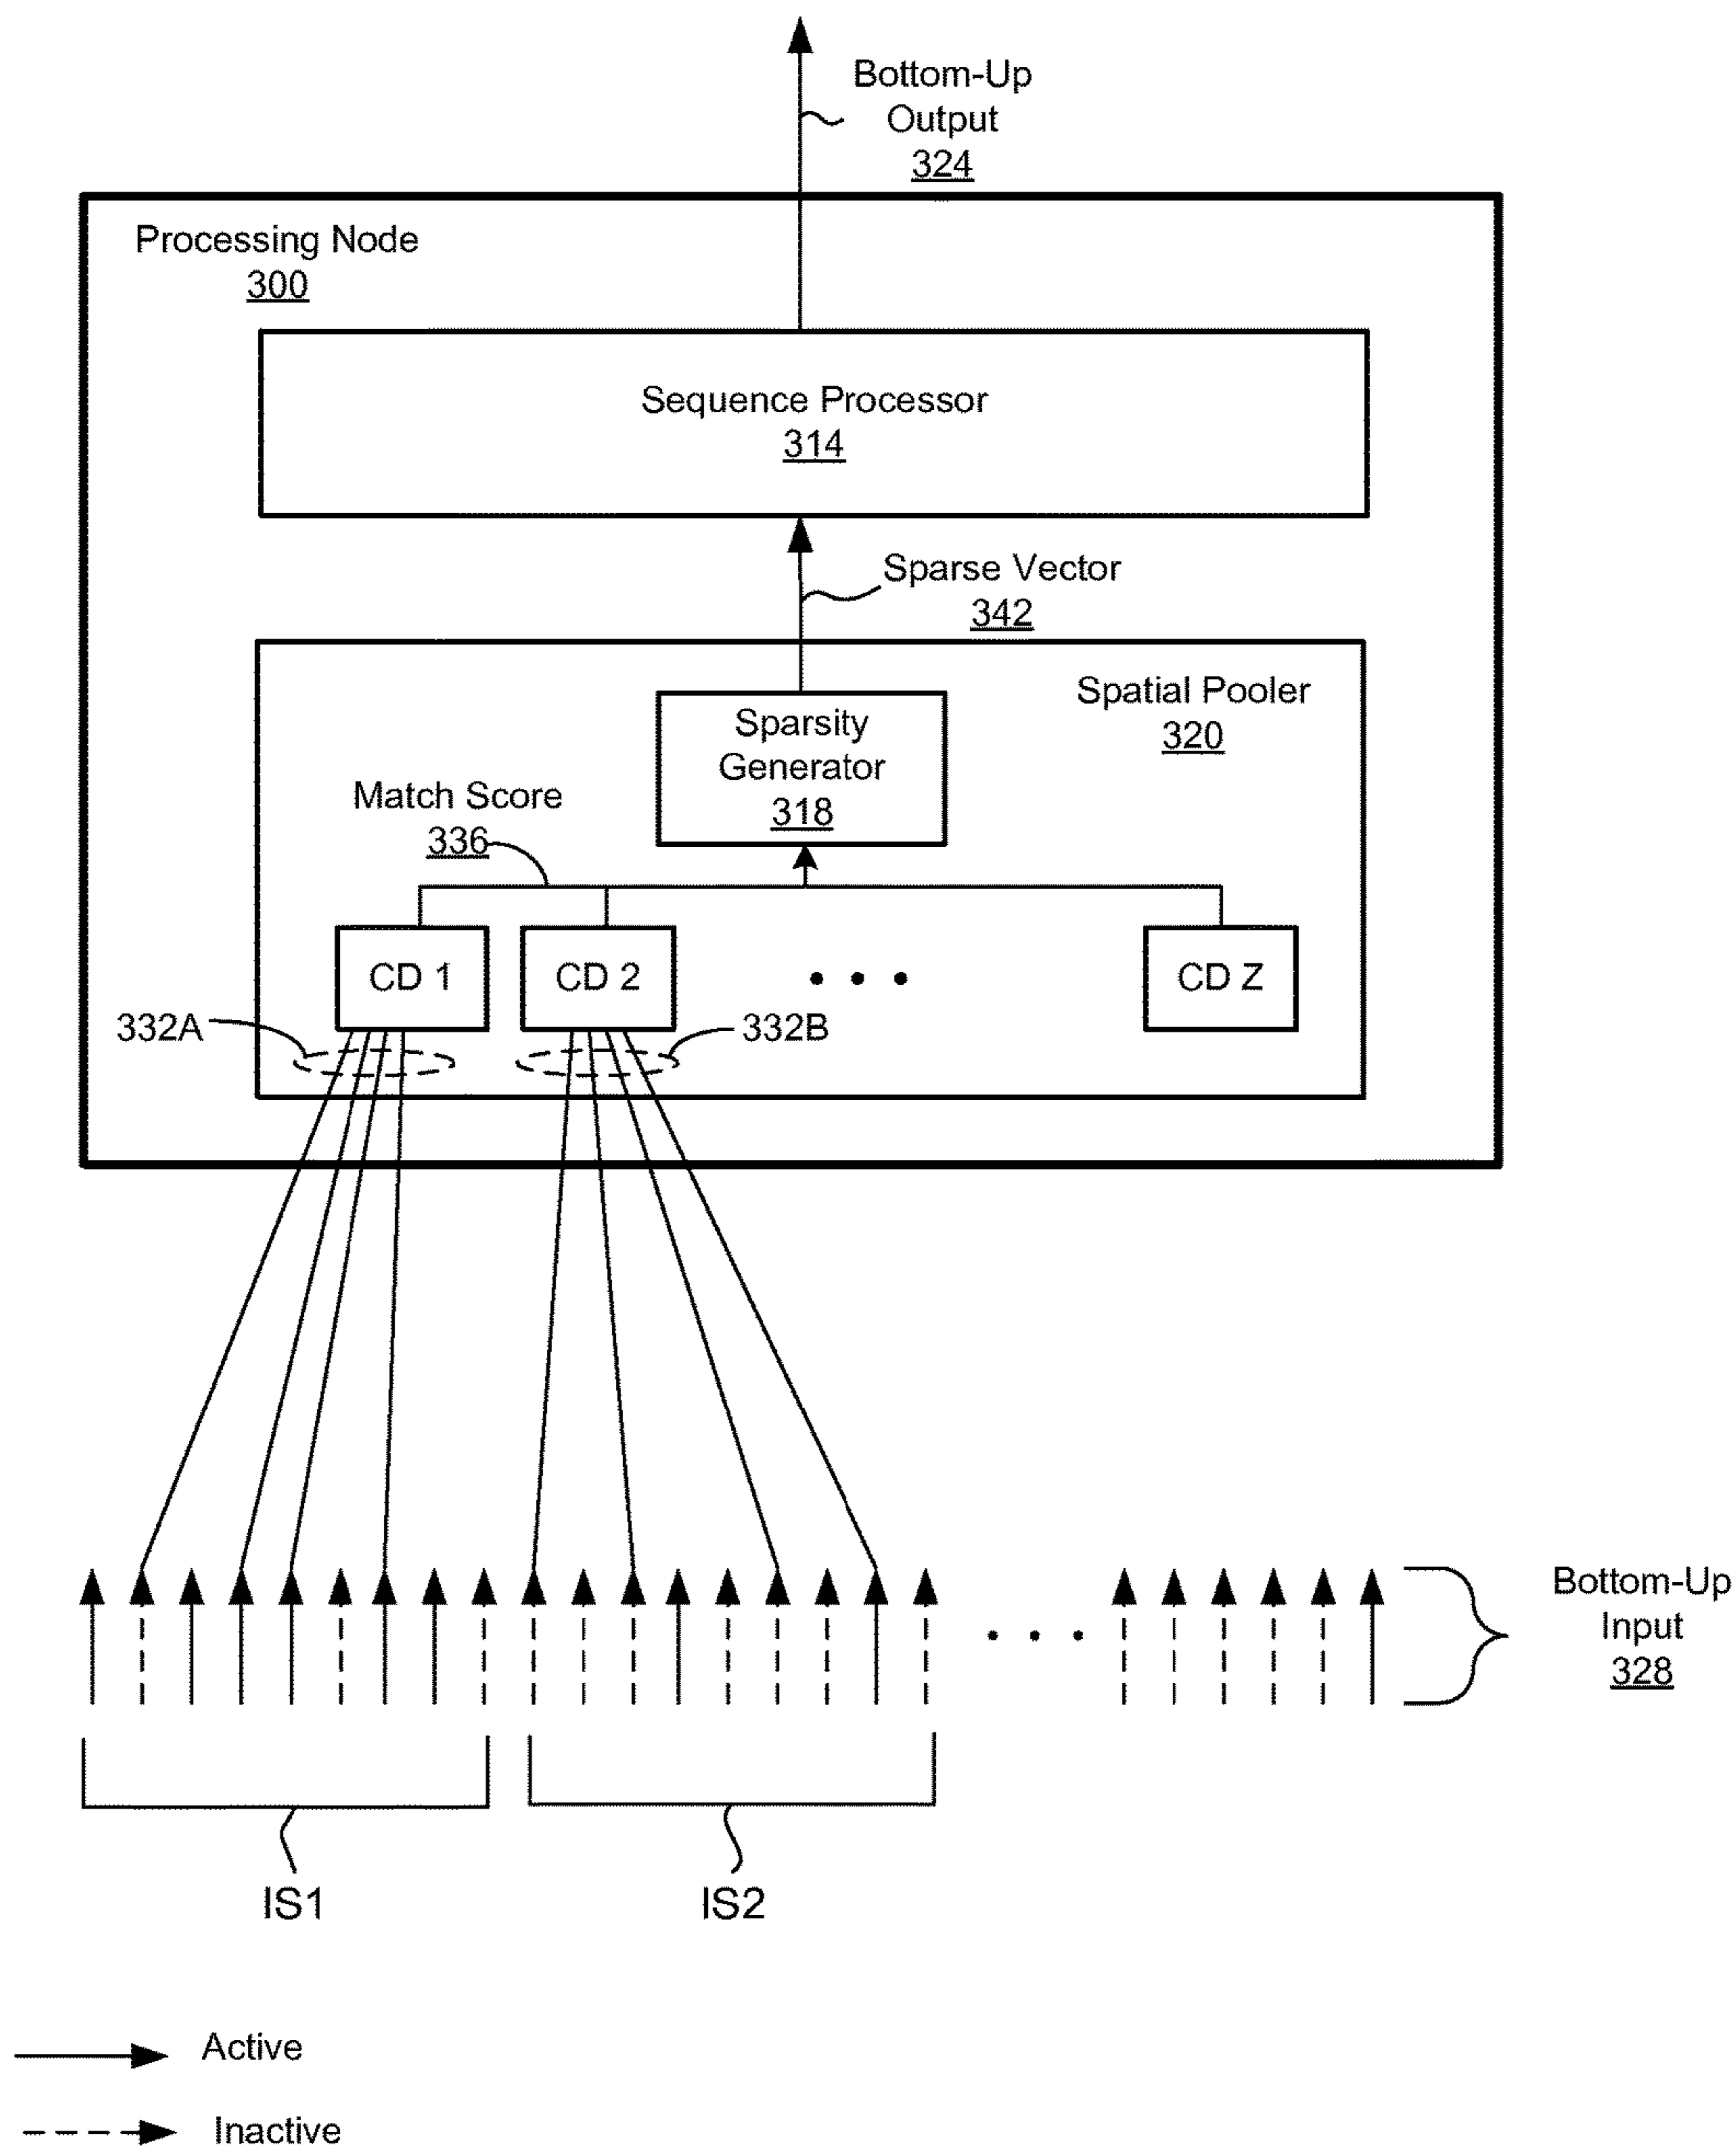 Bottom-Up
Output
324
Processing Node
300
Sequence Processor
314
Sparse Vector
342
Spatial Pooler
320
Sparsity
Generator
318
Match Score
336
CD 1
CD 2
CD Z
332A
332B
Bottom-Up
Input
328
IS1
IS2
Active
Inactive